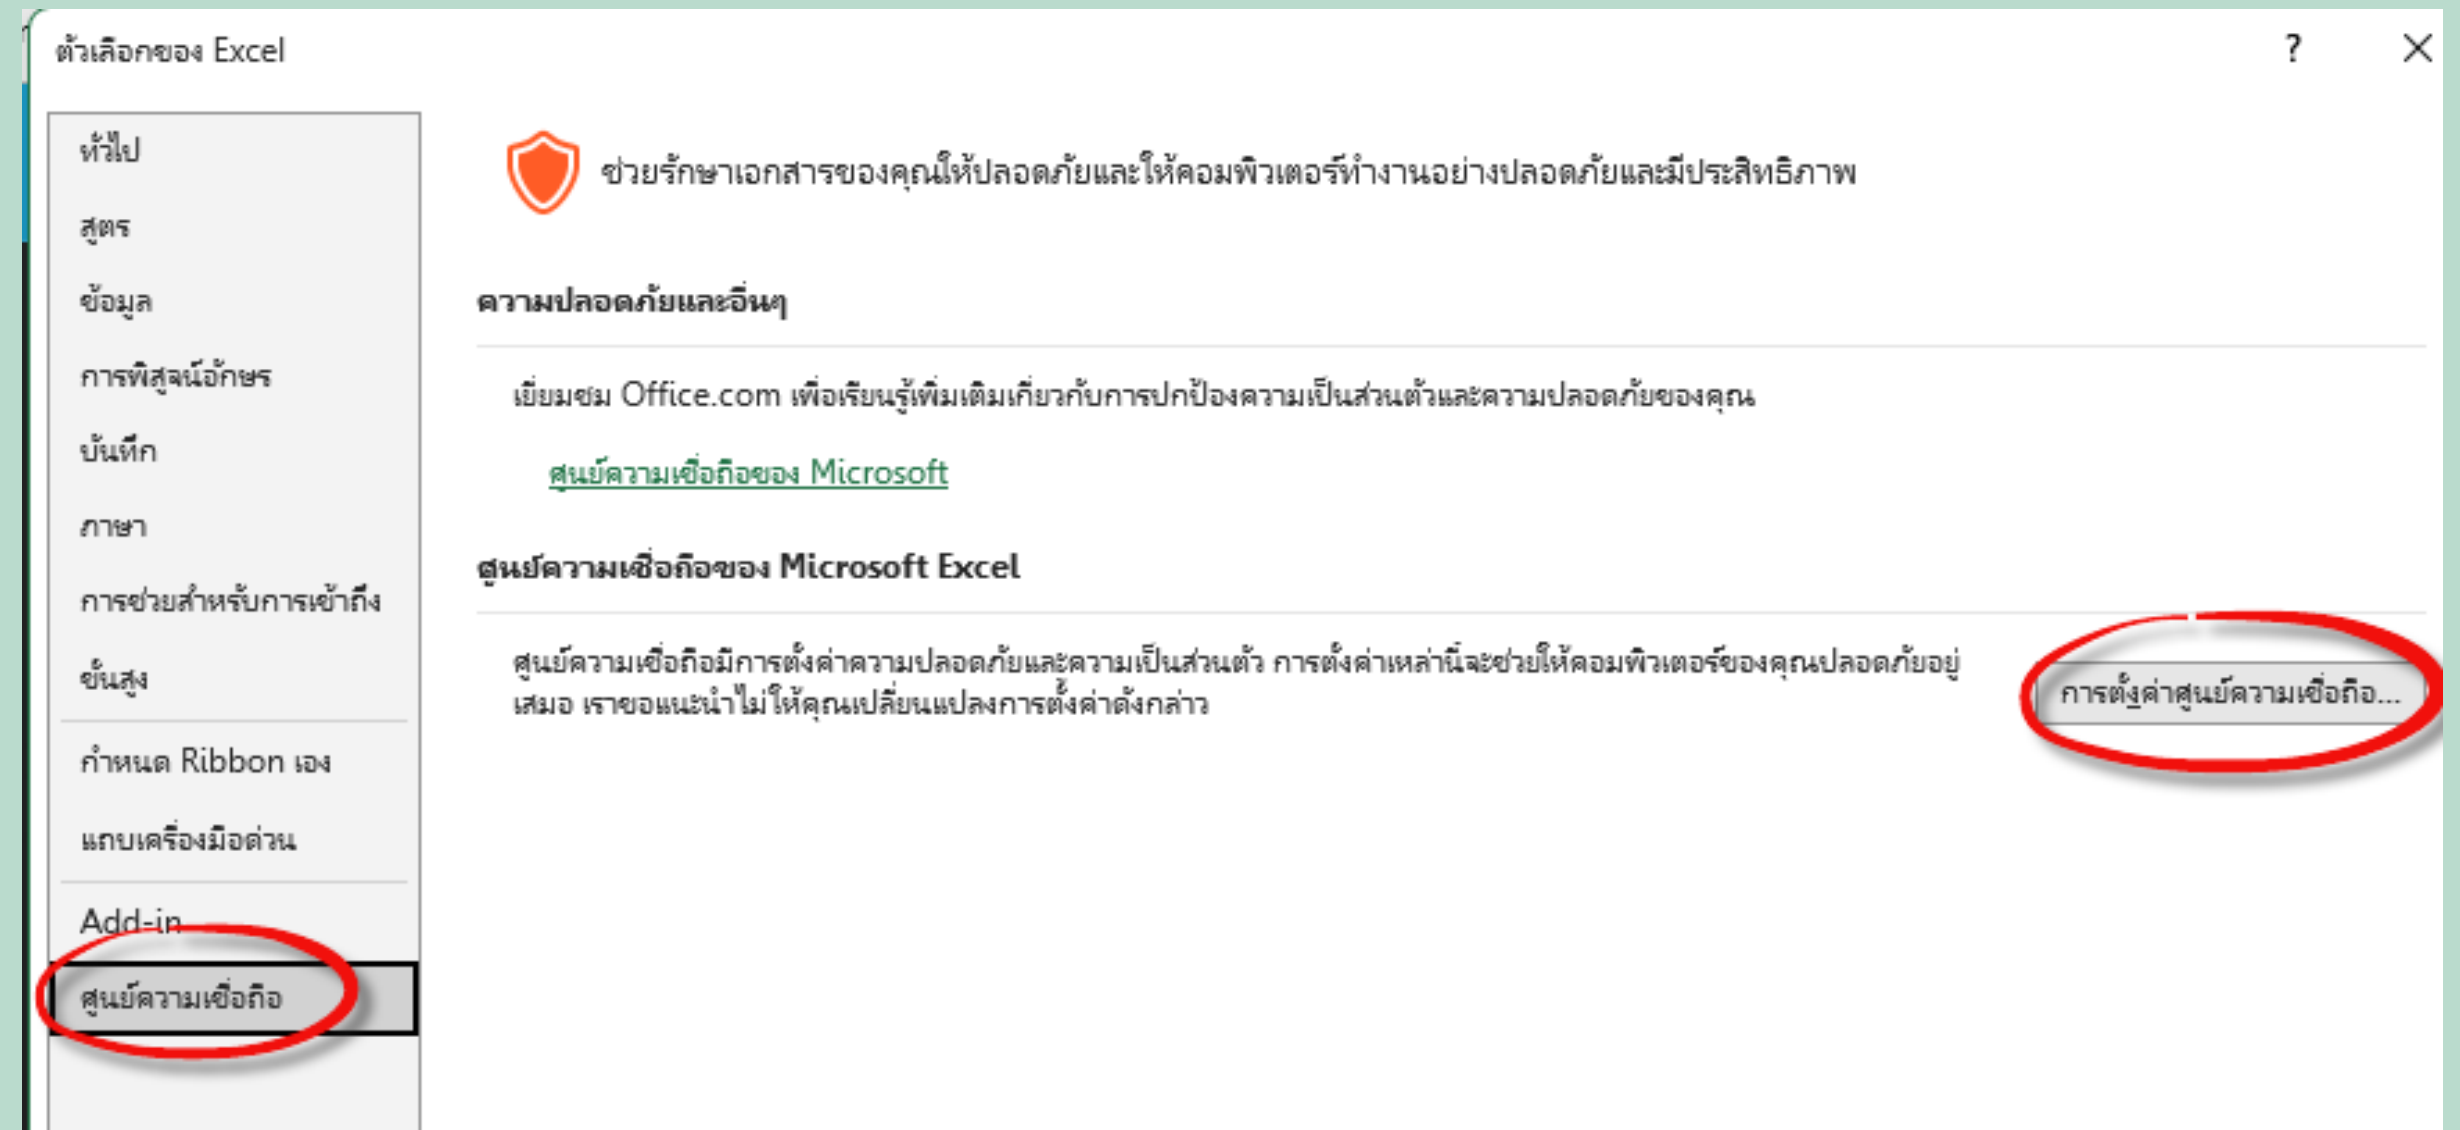 ตัวเลือกของ Excel
?
ทั่วไป
สูตร
ข้อมูล
การพิสูจน์อักษร
บันทึก
ภาษา
การช่วยสำหรับการเข้าถึง
ขั้นสูง
กำหนด Ribbon เอง
แถบเครื่องมือด่วน
Add-in
ศูนย์ความเชื่อถือ
ช่วยรักษาเอกสารของคุณให้ปลอดภัยและให้คอมพิวเตอร์ทำงานอย่างปลอดภัยและมีประสิทธิภาพ
ความปลอดภัยและอื่นๆ
เยี่ยมชม Office.com เพื่อเรียนรู้เพิ่มเติมเกี่ยวกับการปกป้องความเป็นส่วนตัวและความปลอดภัยของคุณ
ศูนย์ความเชื่อถือของ Microsoft
ศูนย์ความเชื่อถือของ Microsoft Excel
ศูนย์ความเชื่อถือมีการตั้งค่าความปลอดภัยและความเป็นส่วนตัว การตั้งค่าเหล่านี้จะช่วยให้คอมพิวเตอร์ของคุณปลอดภัยอยู่
เสมอ เราขอแนะนำไม่ให้คุณเปลี่ยนแปลงการตั้งค่าดังกล่าว
การตั้งค่าศูนย์ความเชื่อถือ...